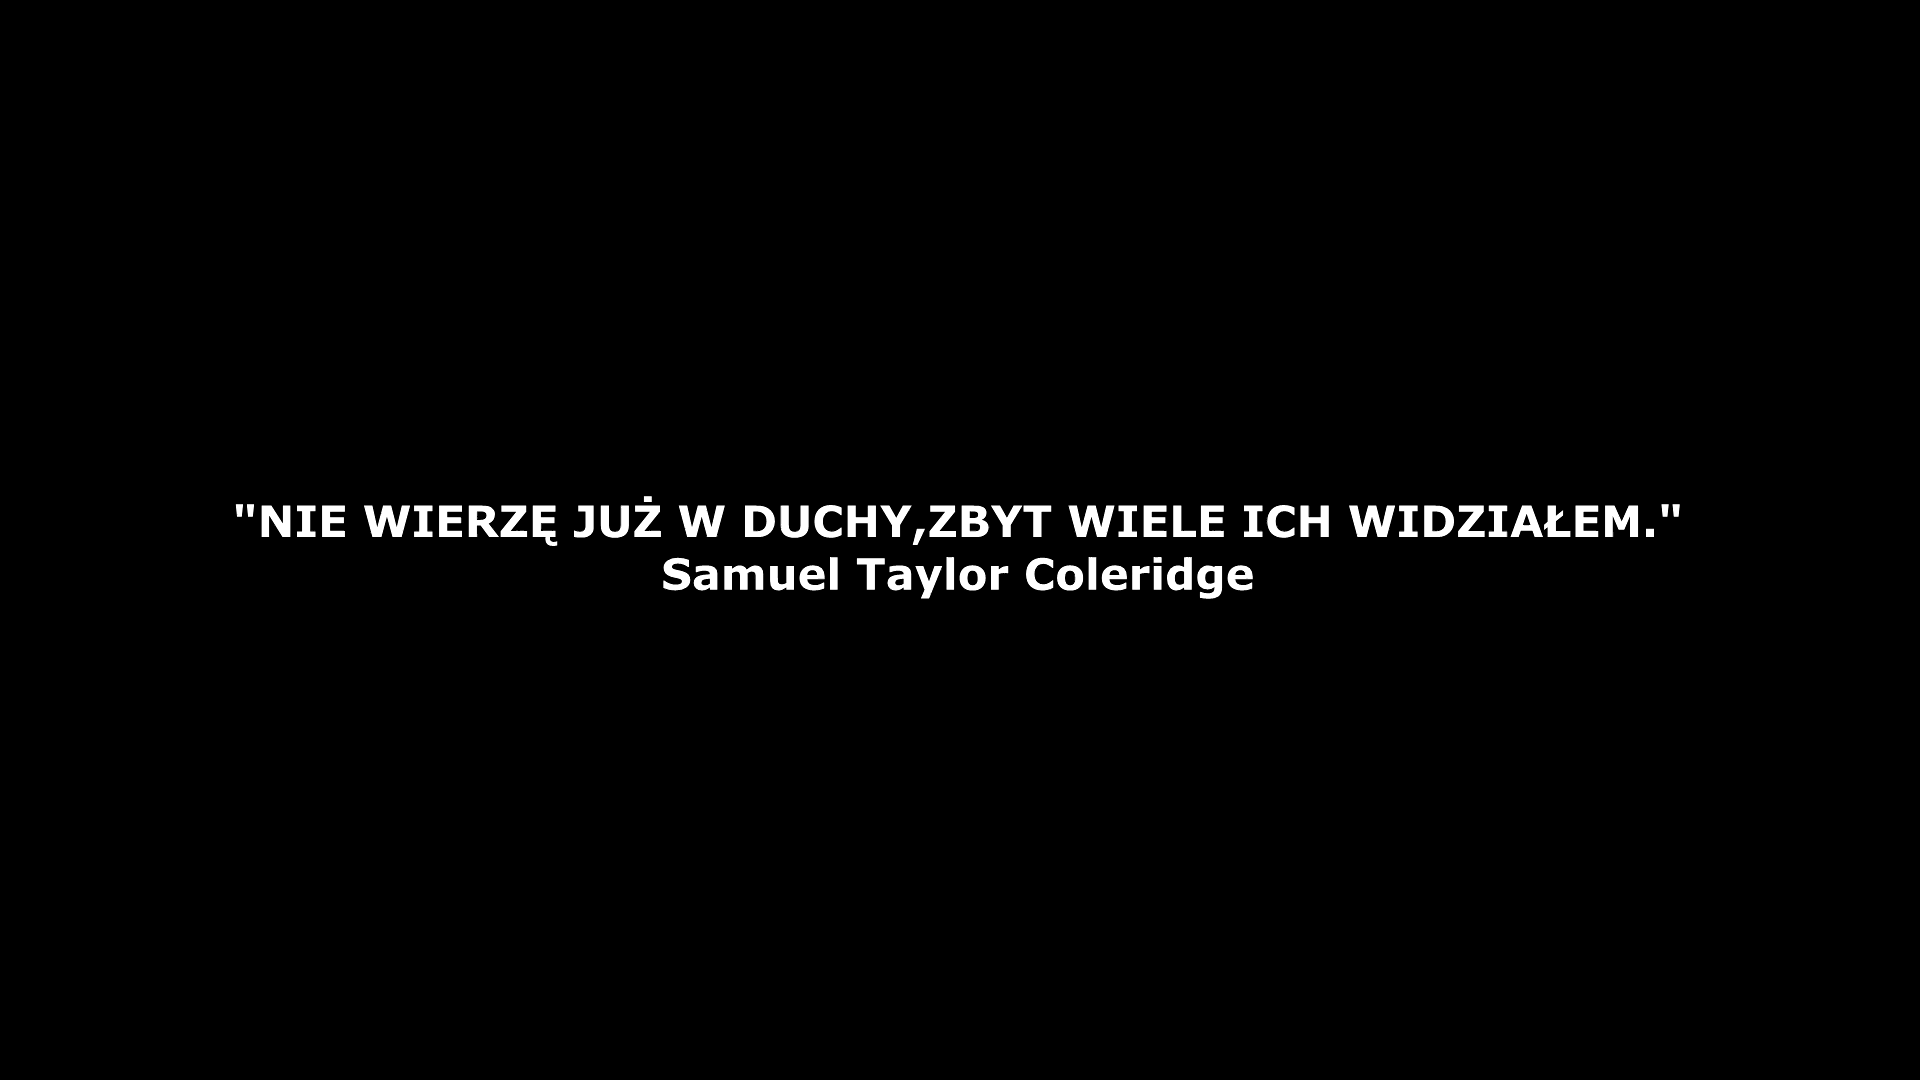 "NIE WIERZĘ JUŻ W DUCHY,ZBYT WIELE ICH WIDZIAŁEM."
Samuel Taylor Coleridge